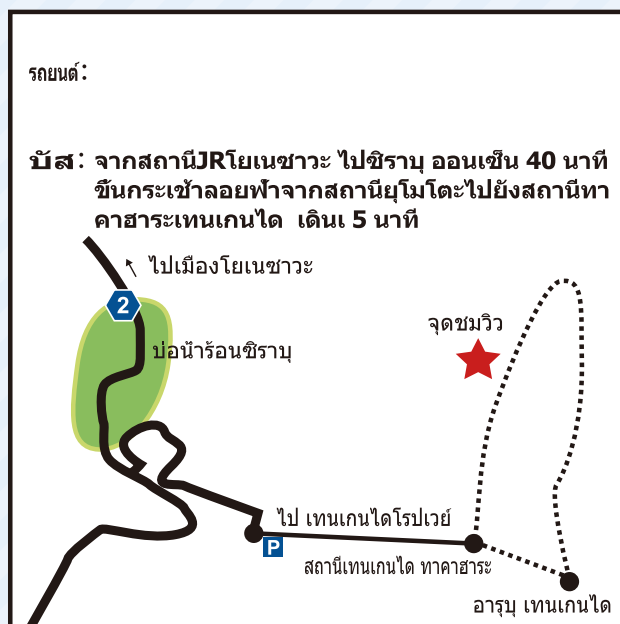 รถยนต์:
บัส: จากสถานีJRโยเนซาวะ ไปชิราบุ ออนเซ็น 40 นาที
ขึ้นกระเช้าลอยฟ้าจากสถานียุโมโตะไปยังสถานีทา
คาฮาระเทนเกนได เดินเ 5 นาที
ไปเมืองโยเนซาวะ
2
จุดชมวิว
บ่อน้ำร้อนชิราบุ
ไป เทนเกนไดโรปเวย์
P
สถานีเทนเกนได ทาคาฮาระ
อารุบุ เทนเกนได